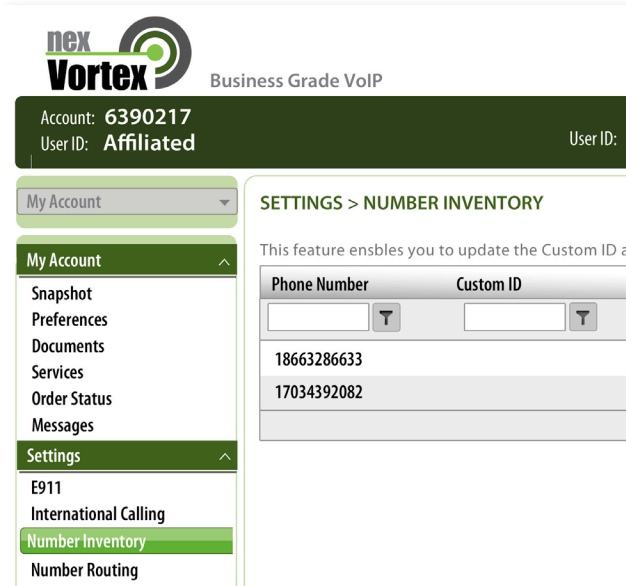 nex
Vortex
Business Grade VoIP
Account: 6390217
User ID: Affiliated
User ID:
My Account
SETTINGS > NUMBER INVENTORY
This feature ensbles you to update the Custom ID
My Account
Phone Number Custom ID
Snapshot
Preferences
Documents
18663286633
Services
17034392082
Order Status
Messages
Settings
E911
International Calling
Number Inventory
Number Routing